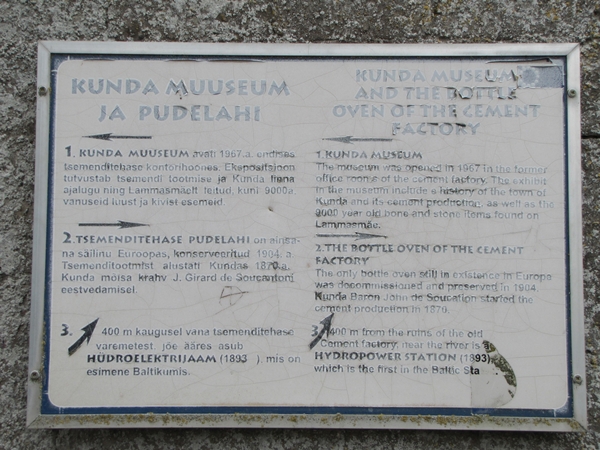 KUNDA MUUSEUM
JA PUDELAHI
1. KUNDA MUUSEUM avati 1967.a. endises
tsemenditehase kontorihoones. Ekspositsioon
tutvustab tsemendi tootmise ja Kunda linna
ajalugu ning Lammasmäelt leitud, kuni 9000a.
vanuseid luust ja kivist esemeid
2. TSEMENDITEHASE PUDELAHI on ainsa-
na säilinu Euroopas, konserveeritud 1904. a.
Tsemenditootmist alustati Kundas 1870.a.
Kunda mõisa krahv J. Girard de Soucantoni
eestvedamisel.
3. 400 m kaugusel vana tsemenditehase
varemetest, jõe ääres asub
HÜDROELEKTRIJAAM (1893 ), mis on
esimene Baltikumis.
KUNDA MUSEUM
AND THE BOTTLE
OVEN OF THE CEMENT
FACTORY
1. KUNDA MUSEUM
The museum was opened in 1967 in the former
office rooms of the cement factory. The exhibit
in the museum include s history of the town of
Kunda and its cement production, as well as the
9000 year old bone and stone items found on
Lammasmäe.
2. THE BOTTLE OVEN OF THE CEMENT
FACTORY
The only bottle oven still in existence in Europe
was decommissioned and preserved in 1904.
Kunda Baron John de Soucation started the
cement production in 1870.
3. 400 m from the ruins of the old
Cement factory, near the river is a
HYDROPOWER STATION (1893)
which is the first in the Baltic Sta